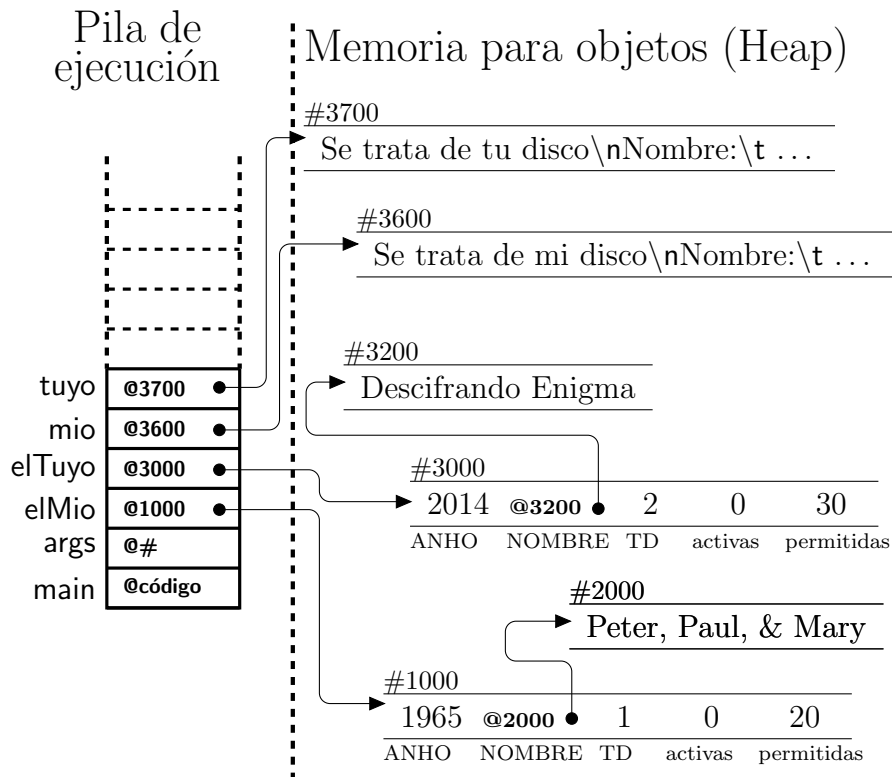 Pila de
ejecución
Memoria para objetos (Heap)
#3700
Se trata de tu disco\nNombre:\t ...
#3600
Se trata de mi disco\nNombre:\t ...
#3200
Descifrando Enigma
tuyo @3700
mio @3600
elTuyo @3000
elMio @1000
args @#
main @código
#3000
2014 @3200 2 0 30
ANHO NOMBRE TD activas permitidas
#2000
Peter, Paul, & Mary
#1000
1965 @2000 1 0 20
ANHO NOMBRE TD activas permitidas